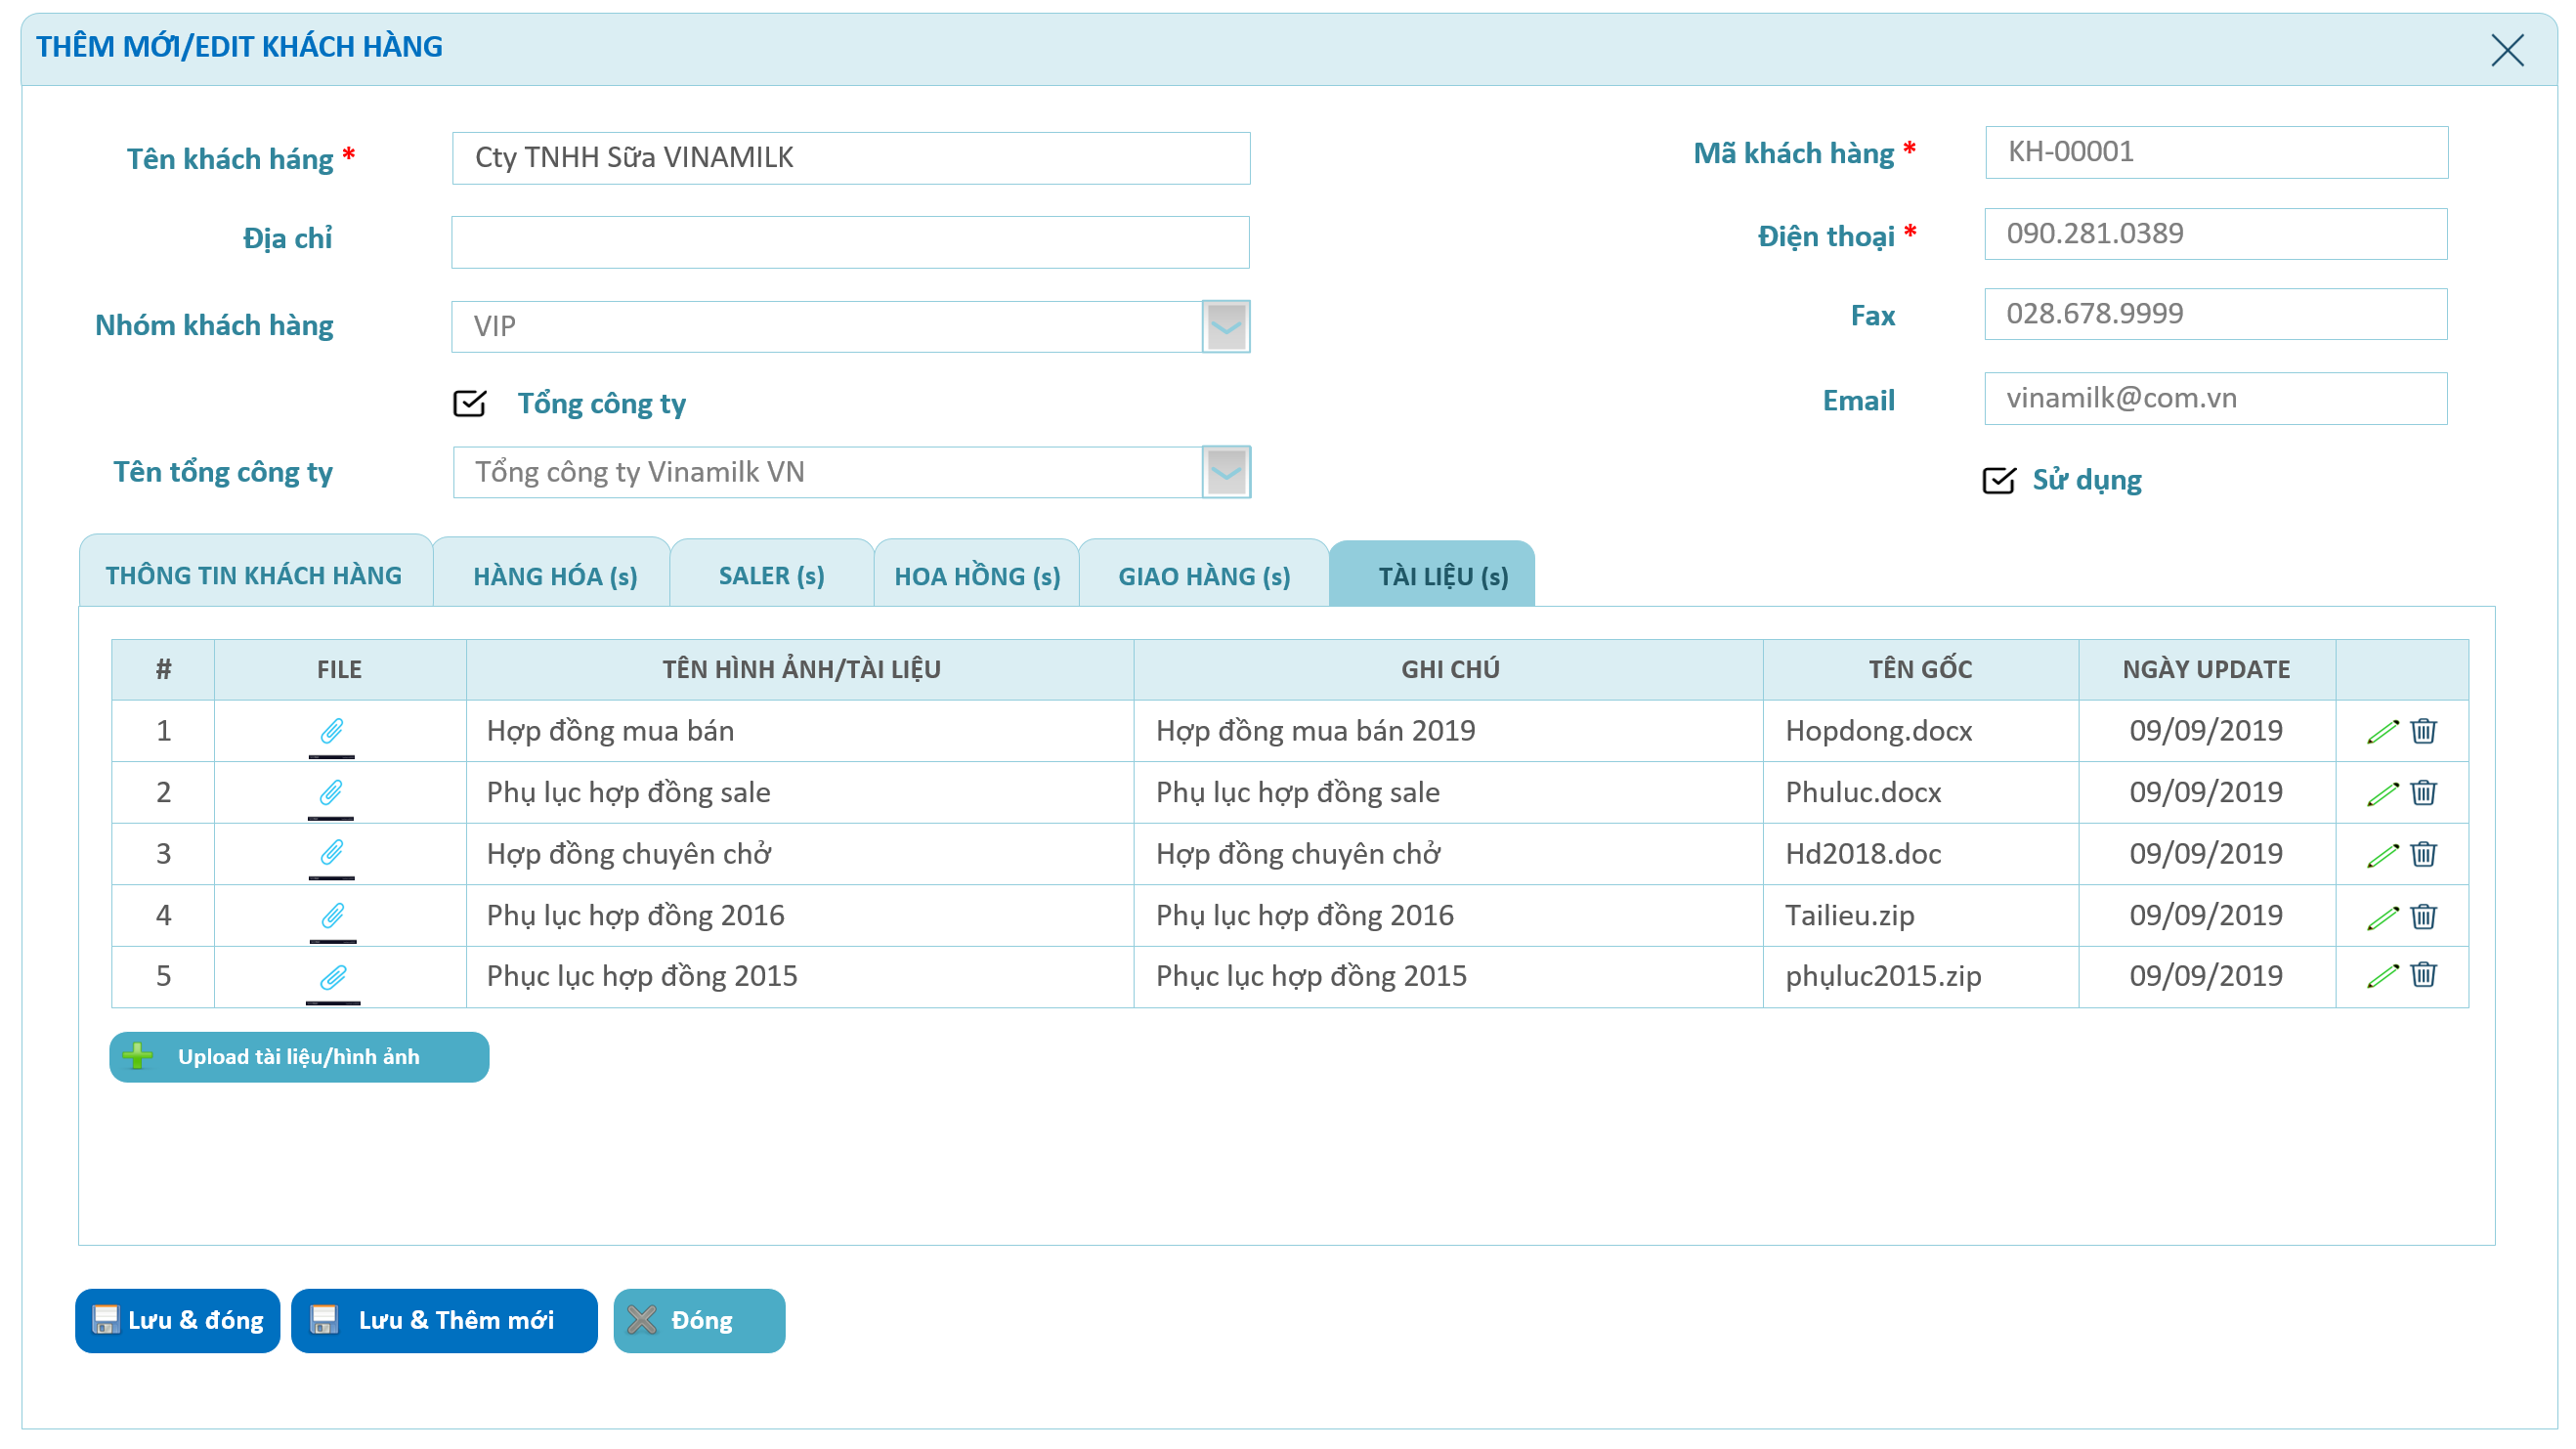 THÊM MỚI/EDIT KHÁCH HÀNG
Tên khách háng * Cty TNHH Sữa VINAMILK Mã khách hàng * KH-00001
Địa chỉ Điện thoại * 090.281.0389
Nhóm khách hàng VIP Fax 028.678.9999
Tổng công ty Email vinamilk@com.vn
Tên tổng công ty Tổng công ty Vinamilk VN Sử dụng
THÔNG TIN KHÁCH HÀNG HÀNG HÓA (s) SALER (s) HOA HỒNG (s) GIAO HÀNG (s) TÀI LIỆU (s)
# FILE TÊN HÌNH ẢNH/TÀI LIỆU GHI CHÚ TÊN GỐC NGÀY UPDATE
1 Hợp đồng mua bán Hợp đồng mua bán 2019 Hopdong.docx 09/09/2019
2 Phụ lục hợp đồng sale Phụ lục hợp đồng sale Phuluc.docx 09/09/2019
3 Hợp đồng chuyên chở Hợp đồng chuyên chở Hd2018.doc 09/09/2019
4 Phụ lục hợp đồng 2016 Phụ lục hợp đồng 2016 Tailieu.zip 09/09/2019
5 Phục lục hợp đồng 2015 Phục lục hợp đồng 2015 phụluc2015.zip 09/09/2019
Upload tài liệu/hình ảnh
Lưu & đóng Lưu & Thêm mới Đóng